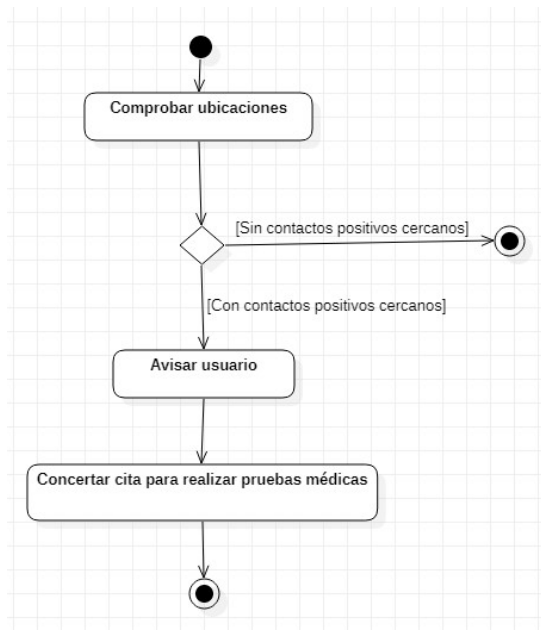 Comprobar ubicaciones
[Sin contactos positivos cercanos]
[Con contactos positivos cercanos]
Avisar usuario
Concertar cita para realizar pruebas médicas